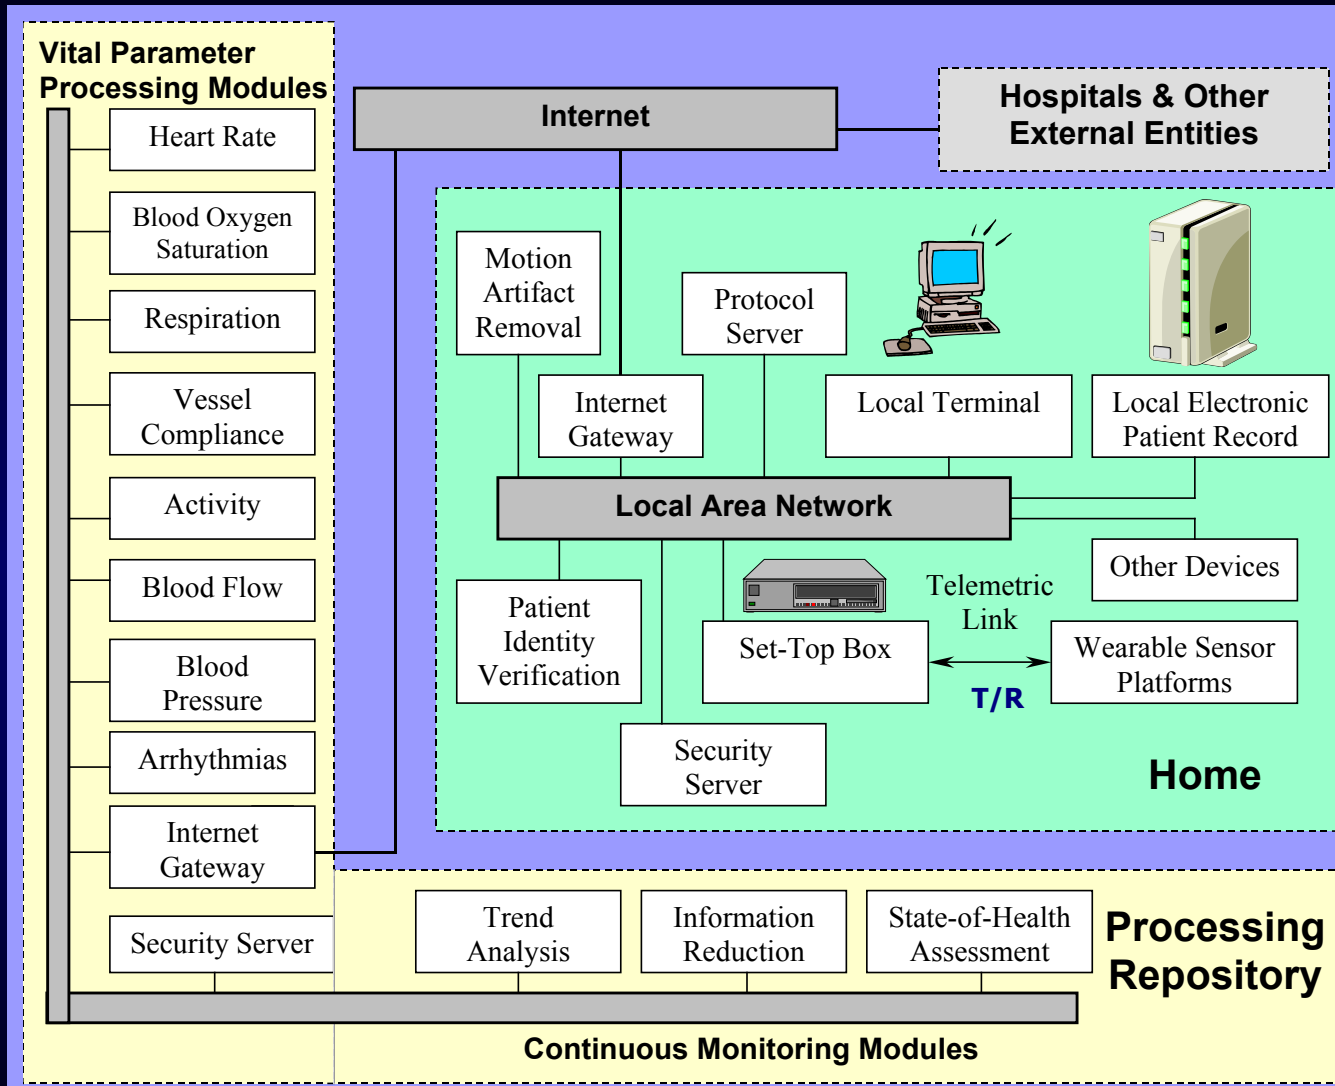 Vital Parameter
Processing Modules
Heart Rate
Blood Oxygen
Saturation
Respiration
Vessel
Compliance
Activity
Blood Flow
Blood
Pressure
Arrhythmias
Internet
Gateway
Security Server
Internet
Hospitals & Other
External Entities
Motion
Artifact
Removal
Protocol
Server
Internet
Gateway
Local Terminal
Local Electronic
Patient Record
Local Area Network
Patient
Identity
Verification
Set-Top Box
Telemetric
Link
T/R
Other Devices
Wearable Sensor
Platforms
Security
Server
Home
Trend
Analysis
Information
Reduction
State-of-Health
Assessment
Processing
Repository
Continuous Monitoring Modules